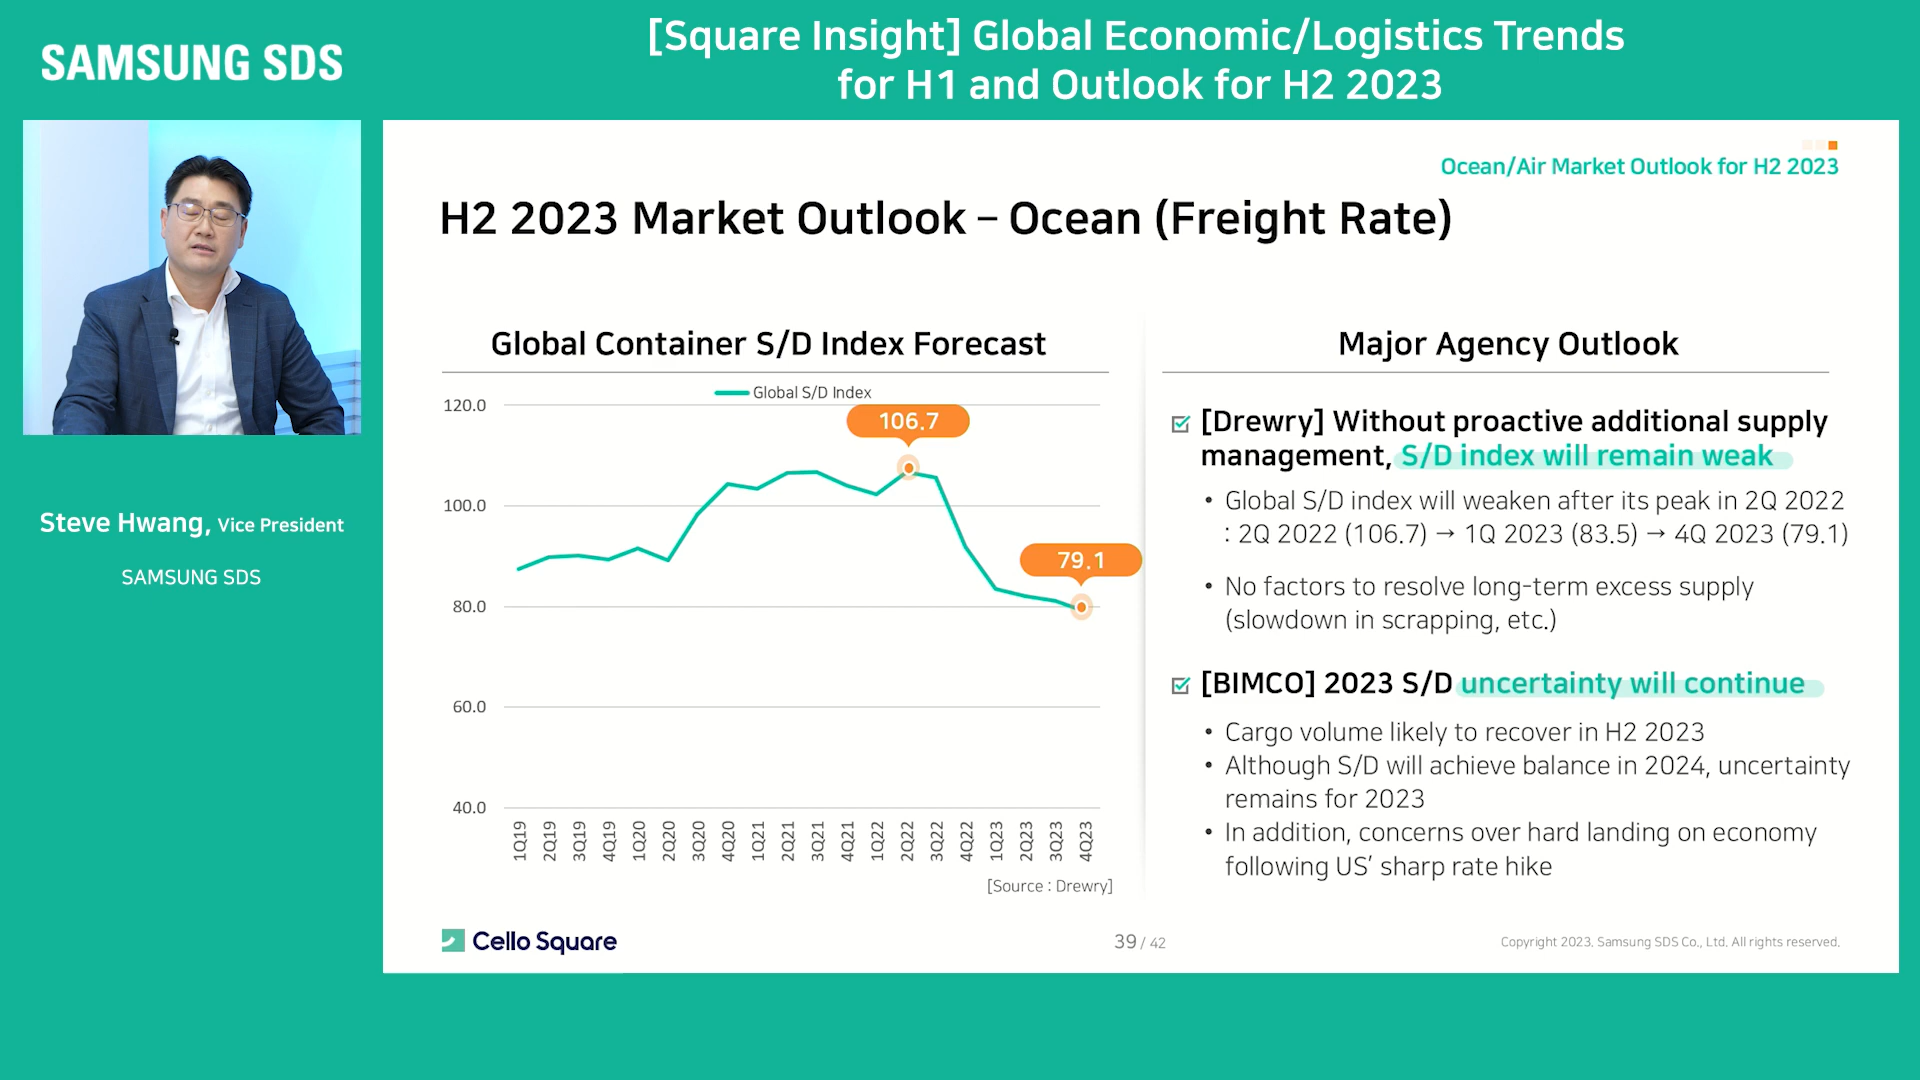 SAMSUNG SDS
[Square Insight] Global Economic/Logistics Trends
for H1 and Outlook for H2 2023
Steve Hwang, Vice President
SAMSUNG SDS
Ocean/Air Market Outlook for H2 2023
H2 2023 Market Outlook – Ocean (Freight Rate)
Global Container S/D Index Forecast
Global S/D Index
120.0
100.0
80.0
60.0
40.0
106.7
79.1
1Q19 2Q19 3Q19 4Q19 1Q20 2Q20 3Q20 4Q20 1Q21 2Q21 3Q21 4Q21 1Q22 2Q22 3Q22 4Q22 1Q23 2Q23 3Q23 4Q23
[Source : Drewry]
Major Agency Outlook
[Drewry] Without proactive additional supply
management, S/D index will remain weak
• Global S/D index will weaken after its peak in 2Q 2022
: 2Q 2022 (106.7) → 1Q 2023 (83.5) → 4Q 2023 (79.1)
• No factors to resolve long-term excess supply
(slowdown in scrapping, etc.)
[BIMCO] 2023 S/D uncertainty will continue
• Cargo volume likely to recover in H2 2023
• Although S/D will achieve balance in 2024, uncertainty
remains for 2023
• In addition, concerns over hard landing on economy
following US’ sharp rate hike
Cello Square
39 / 42
Copyright 2023. Samsung SDS Co., Ltd. All rights reserved.